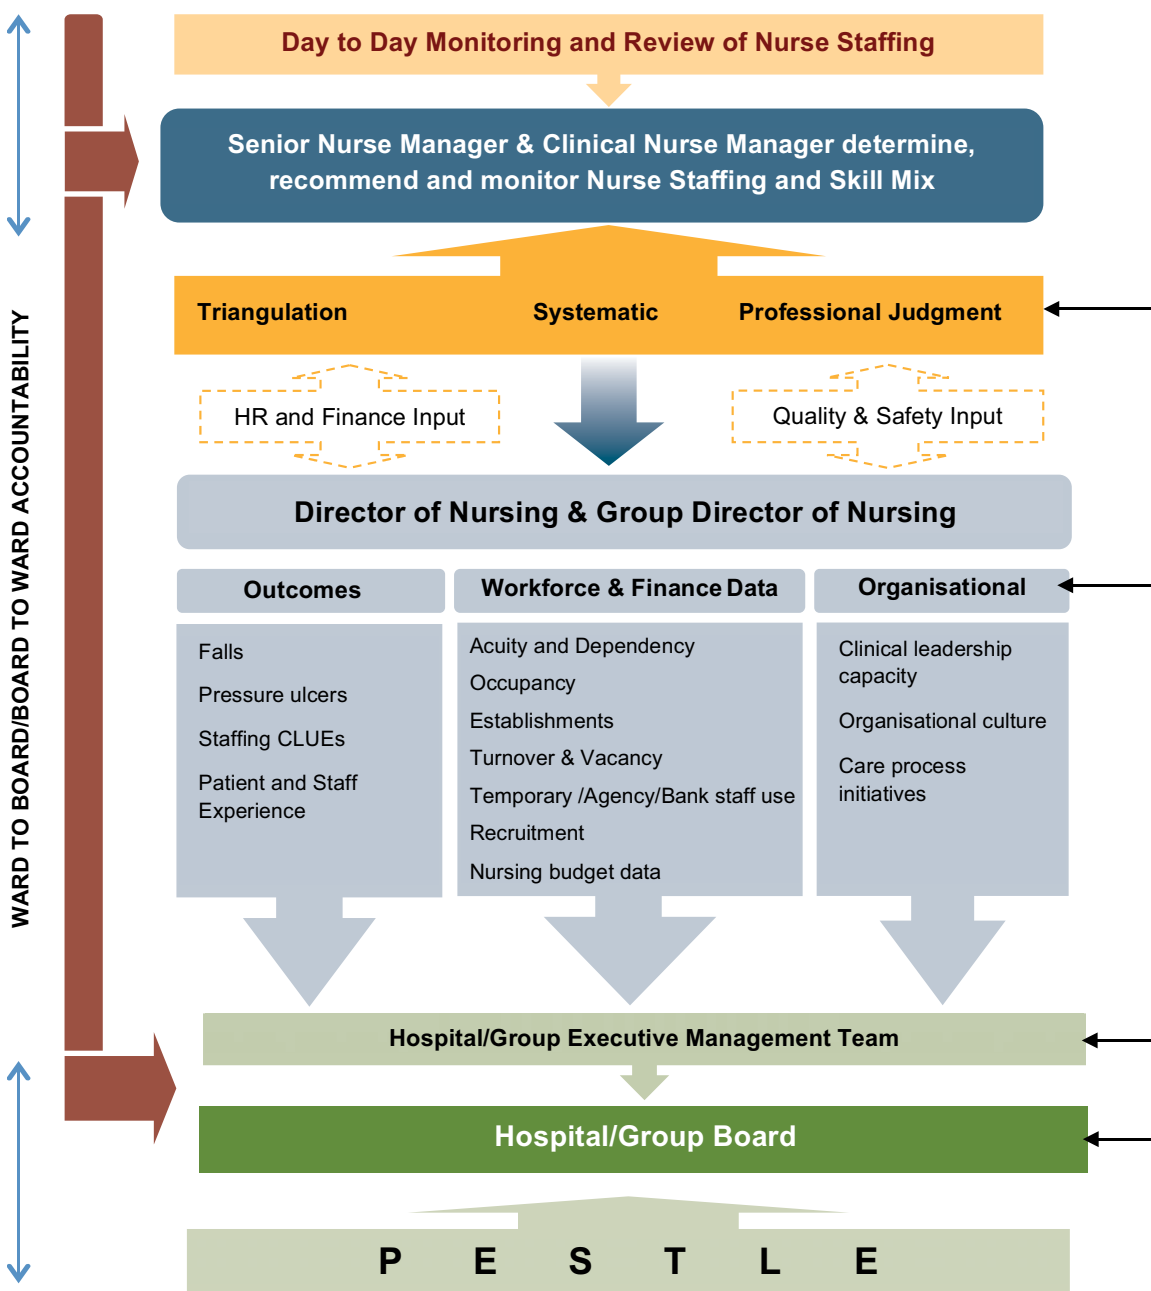 Day to Day Monitoring and Review of Nurse Staffing
Senior Nurse Manager & Clinical Nurse Manager determine,
recommend and monitor Nurse Staffing and Skill Mix
Triangulation
Systematic
Professional Judgment
HR and Finance Input
Quality & Safety Input
WARD TO BOARD/BOARD TO WARD ACCOUNTABILITY
Director of Nursing & Group Director of Nursing
Outcomes
Falls
Pressure ulcers
Staffing CLUEs
Patient and Staff
Experience
Workforce & Finance Data
Acuity and Dependency
Occupancy
Establishments
Turnover & Vacancy
Temporary /Agency/Bank staff use
Recruitment
Nursing budget data
Organisational
Clinical leadership
capacity
Organisational culture
Care process
initiatives
Hospital/Group Executive Management Team
Hospital/Group Board
P E S T L E